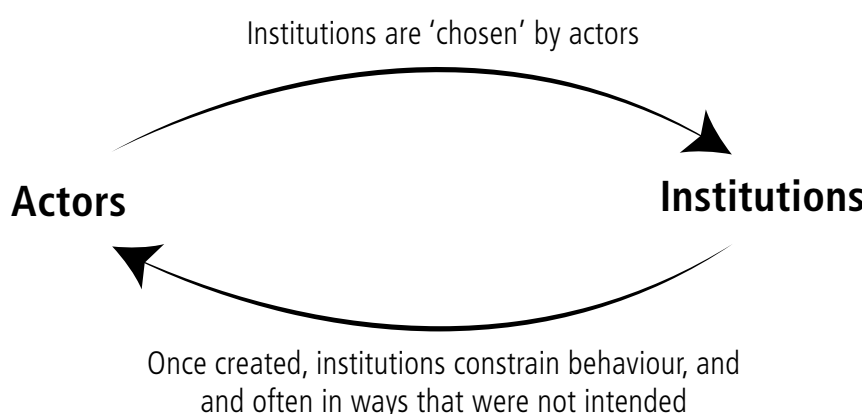 Institutions are ‘chosen’ by actors
Actors
Institutions
Once created, institutions constrain behaviour, and
and often in ways that were not intended